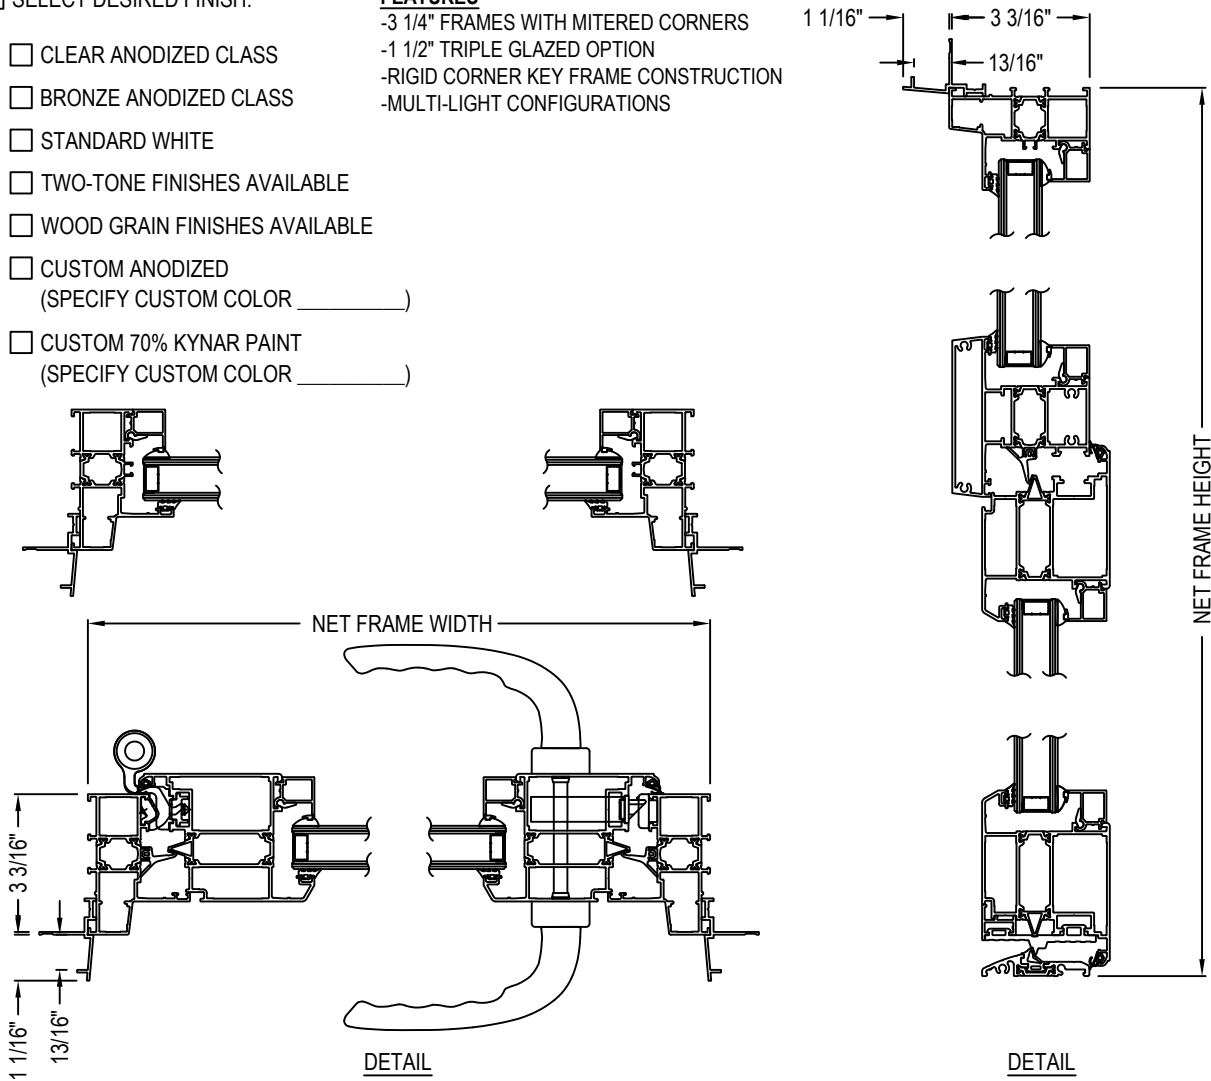 SELECT DESIRED FINISH:
CLEAR ANODIZED CLASS
BRONZE ANODIZED CLASS
STANDARD WHITE
TWO-TONE FINISHES AVAILABLE
WOOD GRAIN FINISHES AVAILABLE
CUSTOM ANODIZED
(SPECIFY CUSTOM COLOR __________)
CUSTOM 70% KYNAR PAINT
(SPECIFY CUSTOM COLOR __________)
FEATURES
-3 1/4" FRAMES WITH MITERED CORNERS
-1 1/2" TRIPLE GLAZED OPTION
-RIGID CORNER KEY FRAME CONSTRUCTION
-MULTI-LIGHT CONFIGURATIONS
1 1/16"
3 3/16"
13/16"
NET FRAME HEIGHT
NET FRAME WIDTH
3 3/16"
1 1/16"
13/16"
DETAIL
DETAIL